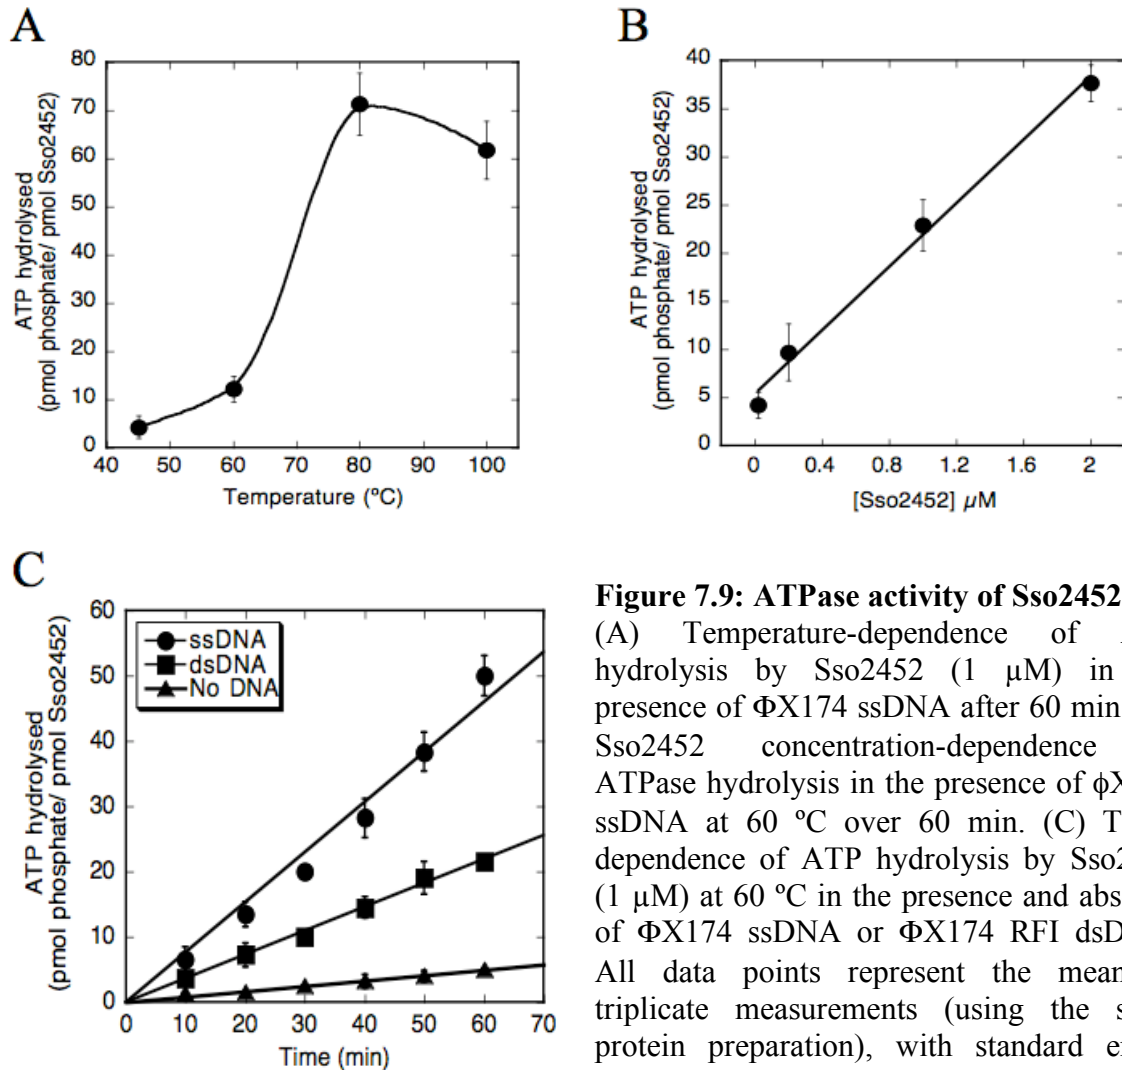 A
80
70
60
50
40
30
20
10
0
40 50 60 70 80 90 100
Temperature (ºC)
ATP hydrolysed
(pmol phosphate/ pmol Sso2452)
B
40
35
30
25
20
15
10
5
0
0 0.4 0.8 1.2 1.6 2
[Sso2452] µM
ATP hydrolysed
(pmol phosphate/ pmol Sso2452)
C
60
50
40
30
20
10
0
0 10 20 30 40 50 60 70
Time (min)
ATP hydrolysed
(pmol phosphate/ pmol Sso2452)
ssDNA
dsDNA
No DNA
Figure 7.9: ATPase activity of Sso2452
(A) Temperature-dependence of
hydrolysis by Sso2452 (1 µM) in
presence of ΦX174 ssDNA after 60 min
Sso2452 concentration-dependence
ATPase hydrolysis in the presence of
ssDNA at 60 ºC over 60 min. (C)
dependence of ATP hydrolysis by
(1 µM) at 60 ºC in the presence and
of ΦX174 ssDNA or ΦX174 RFI
All data points represent the mean
triplicate measurements (using the
protein preparation), with standard